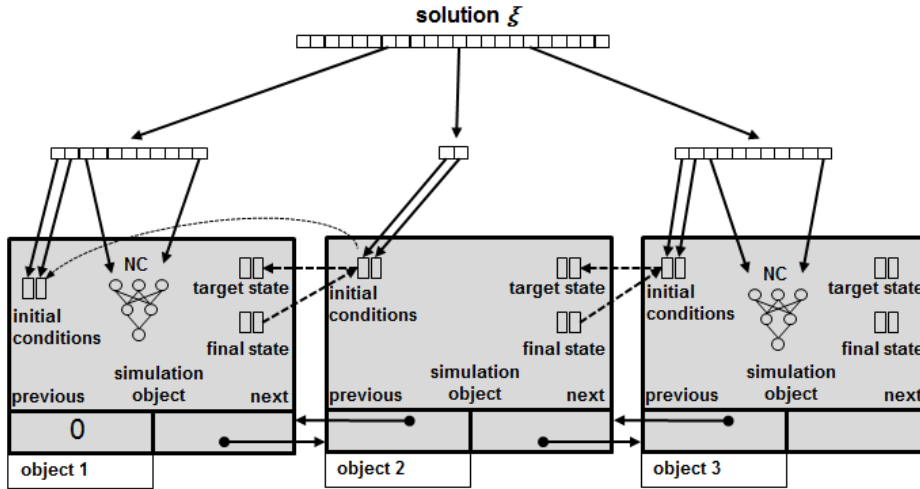 solution ξ
NC
target state
initial
conditions
final state
simulation
object
previous
next
0
object 1
initial
conditions
target state
final state
simulation
object
previous
next
object 2
NC
initial
conditions
target state
final state
simulation
object
previous
next
object 3